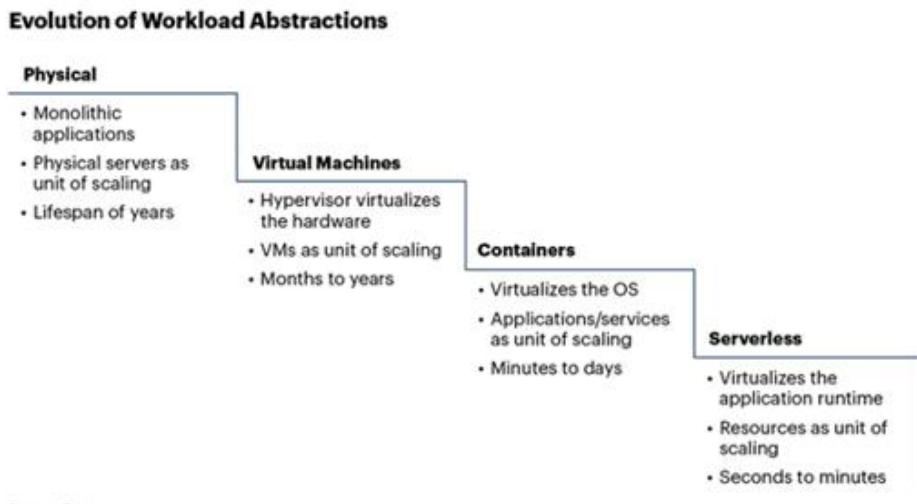 Evolution of Workload Abstractions
Physical
• Monolithic
applications
• Physical servers as
unit of scaling
• Lifespan of years
Virtual Machines
• Hypervisor virtualizes
the hardware
• VMs as unit of scaling
• Months to years
Containers
• Virtualizes the OS
• Applications/services
as unit of scaling
• Minutes to days
Serverless
• Virtualizes the
application runtime
• Resources as unit of
scaling
• Seconds to minutes